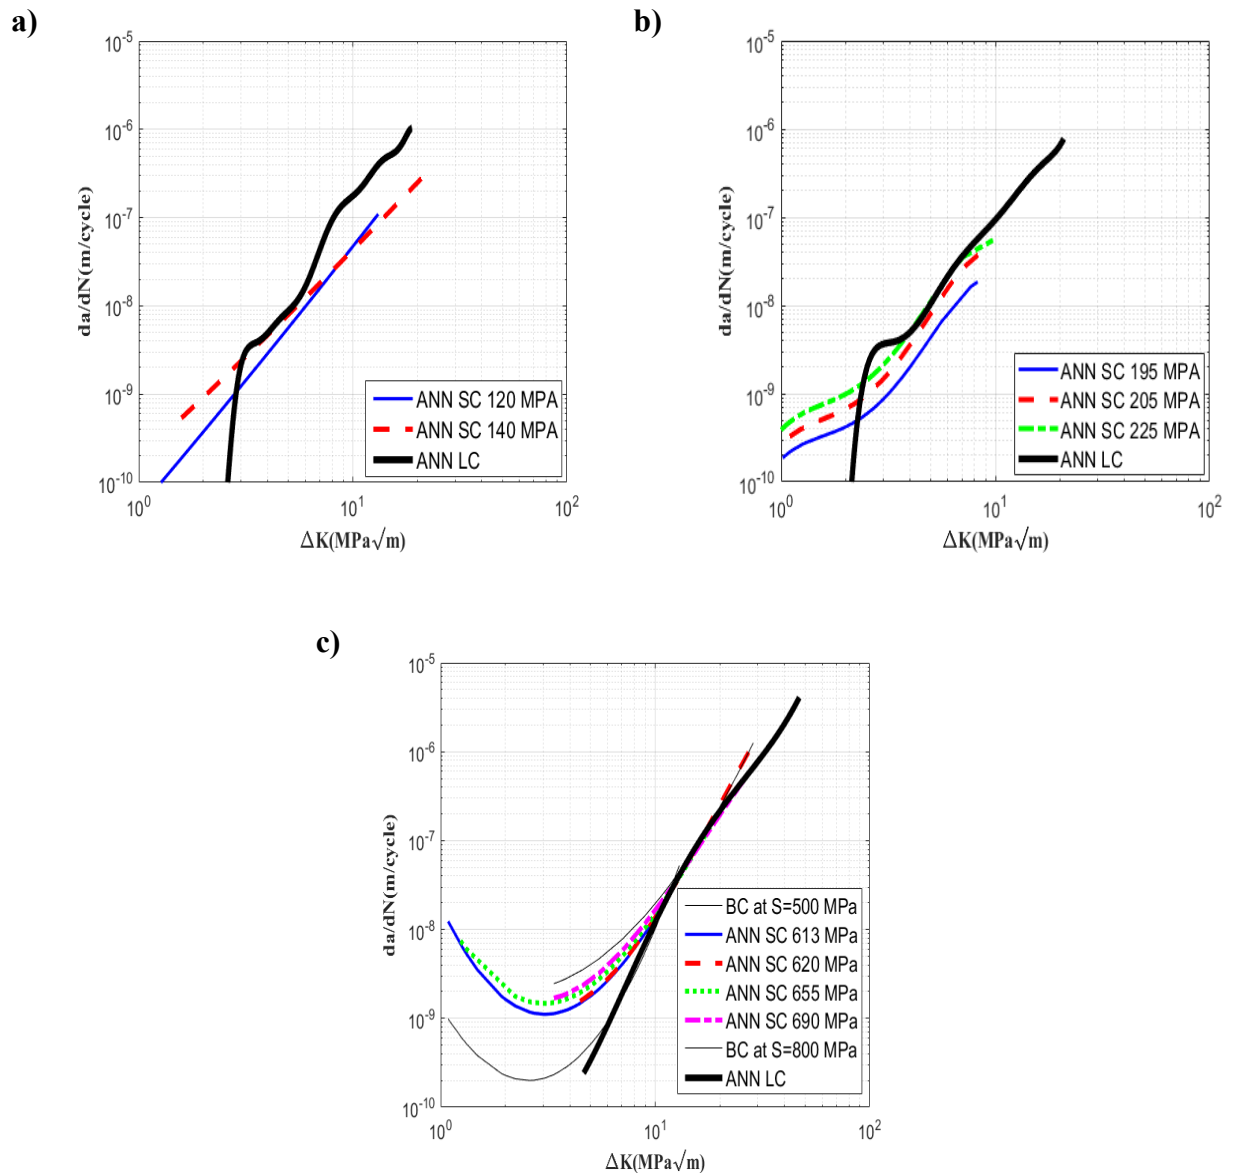 a)
10^-5
10^-6
10^-7
10^-8
10^-9
10^-10
da/dN(m/cycle)
ANN SC 120 MPA
ANN SC 140 MPA
ANN LC
10^0 10^1 10^2
ΔK(MPa√m)
b)
10^-5
10^-6
10^-7
10^-8
10^-9
10^-10
da/dN(m/cycle)
ANN SC 195 MPA
ANN SC 205 MPA
ANN SC 225 MPA
ANN LC
10^0 10^1 10^2
ΔK(MPa√m)
c)
10^-5
10^-6
10^-7
10^-8
10^-9
10^-10
da/dN(m/cycle)
BC at S=500 MPa
ANN SC 613 MPa
ANN SC 620 MPa
ANN SC 655 MPa
ANN SC 690 MPa
BC at S=800 MPa
ANN LC
10^0 10^1 10^2
ΔK(MPa√m)